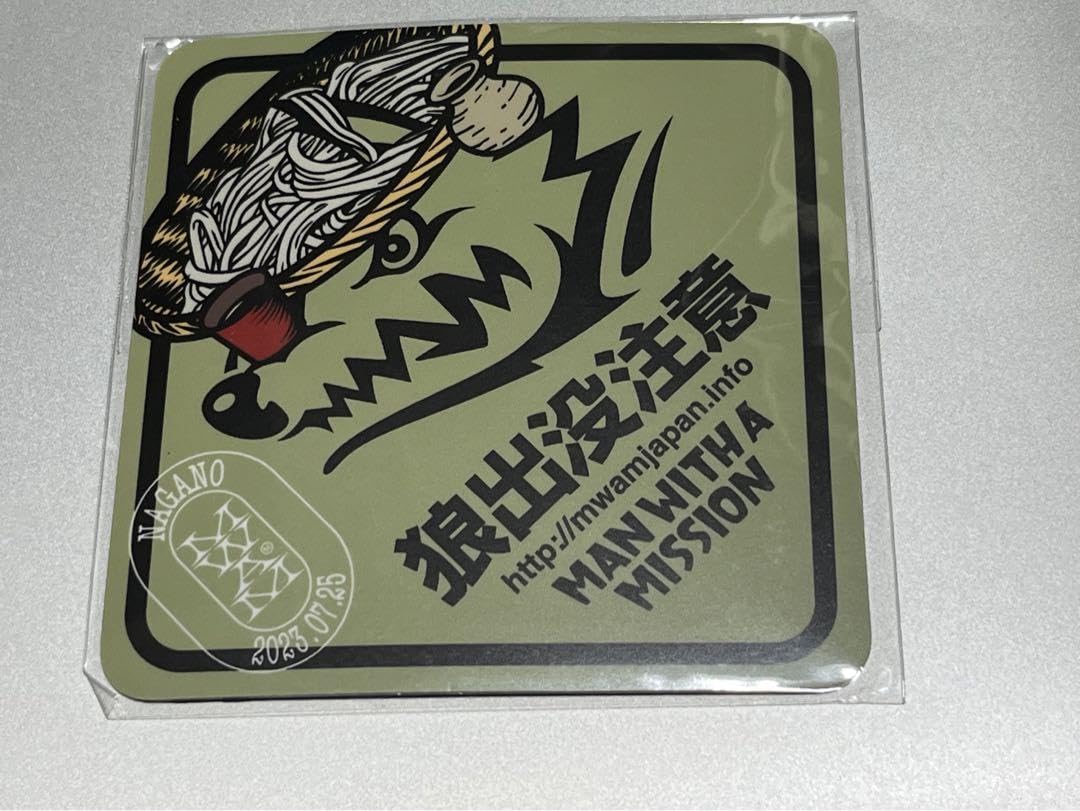 狼出没注意
http://mwamjapan.info
MAN WITH A
MISSION
NAGANO
2023.07.25